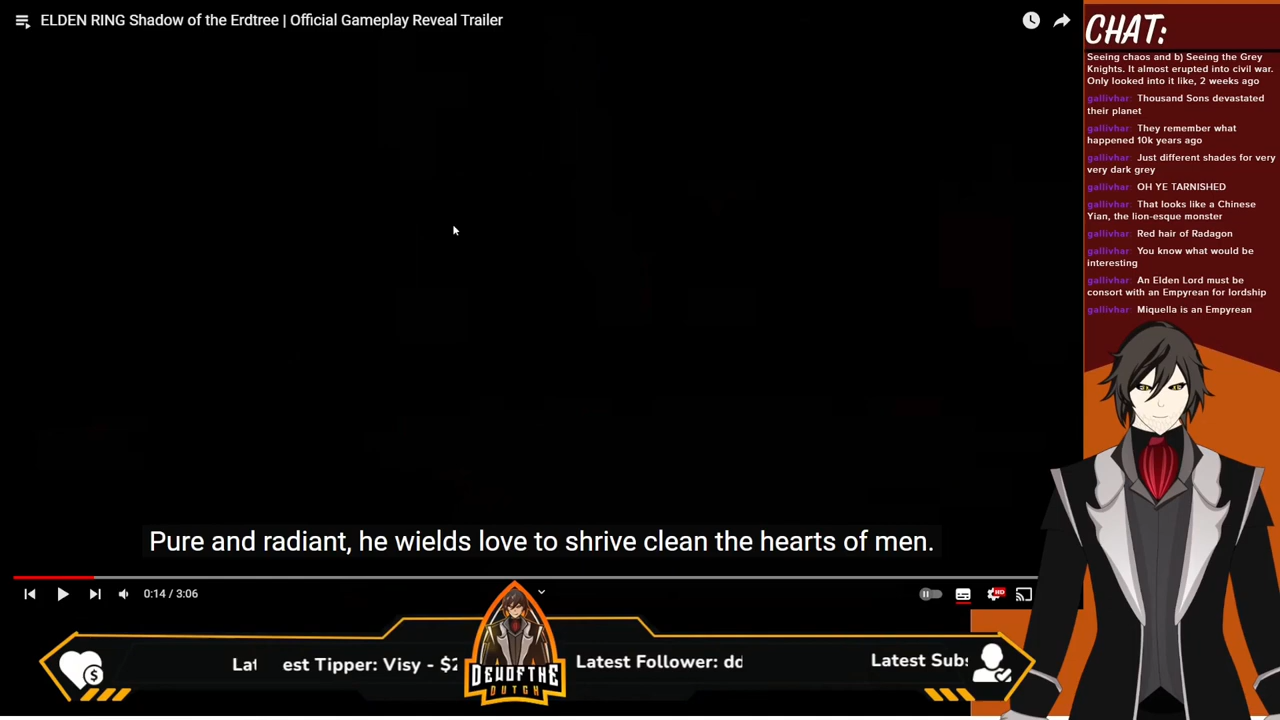 ELDEN RING Shadow of the Erdtree | Official Gameplay Reveal Trailer
CHAT:
Seeing chaos and b) Seeing the Grey
Knights. It almost erupted into civil war.
Only looked into it like, 2 weeks ago
gallivhar: Thousand Sons devastated
their planet
gallivhar: They remember what
happened 10k years ago
gallivhar: Just different shades for very
very dark grey
gallivhar: OH YE TARNISHED
gallivhar: That looks like a Chinese
Yian, the lion-esque monster
gallivhar: Red hair of Radagon
gallivhar: You know what would be
interesting
gallivhar: An Elden Lord must be
consort with an Empyrean for lordship
gallivhar: Miquella is an Empyrean
Pure and radiant, he wields love to shrive clean the hearts of men.
0:14 / 3:06
HD
Lat est Tipper: Visy - $2
DEWOFTHE
DUTCH
Latest Follower: dd
Latest Subs